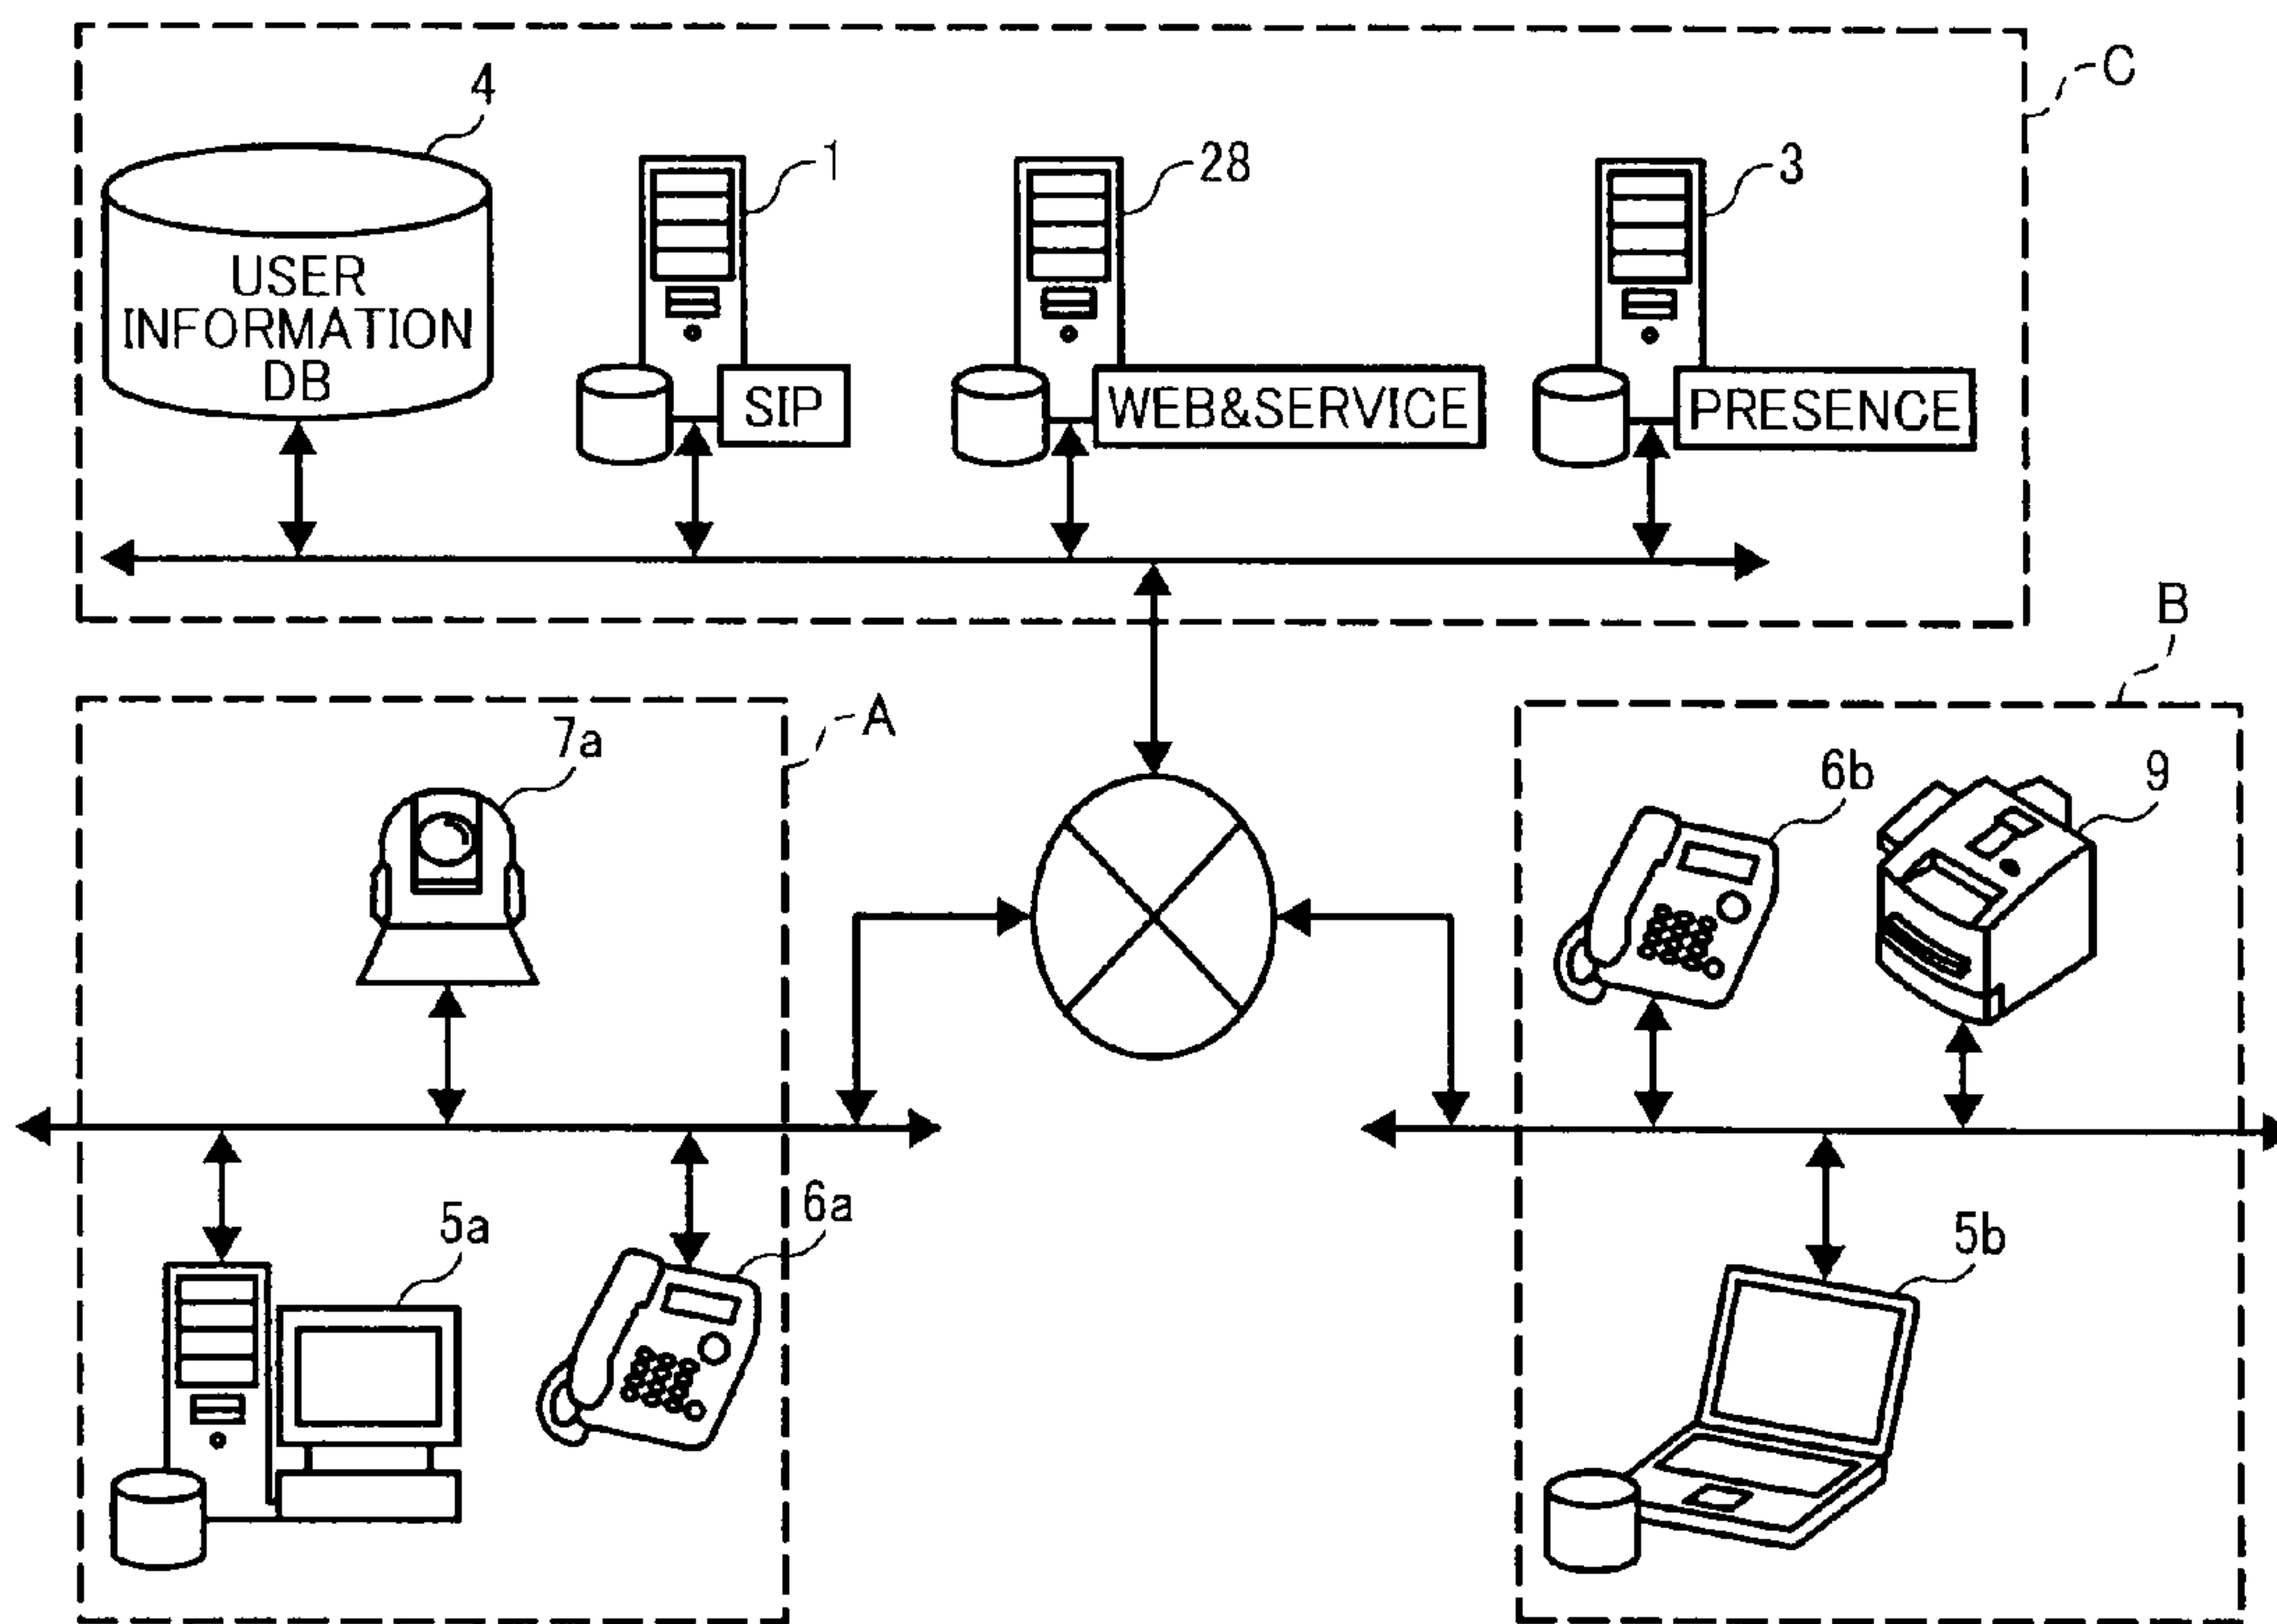 C
4
1
28
3
USER
INFORMATION
DB
SIP
WEB&SERVICE
PRESENCE
B
A
7a
6b
9
5a
6a
5b